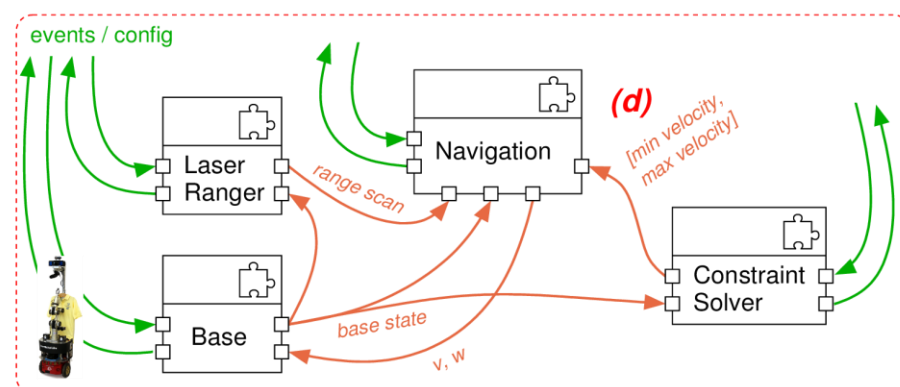 events / config
(d)
[min velocity,
max velocity]
Navigation
Laser
Ranger
range scan
Constraint
Solver
Base
base state
v, w